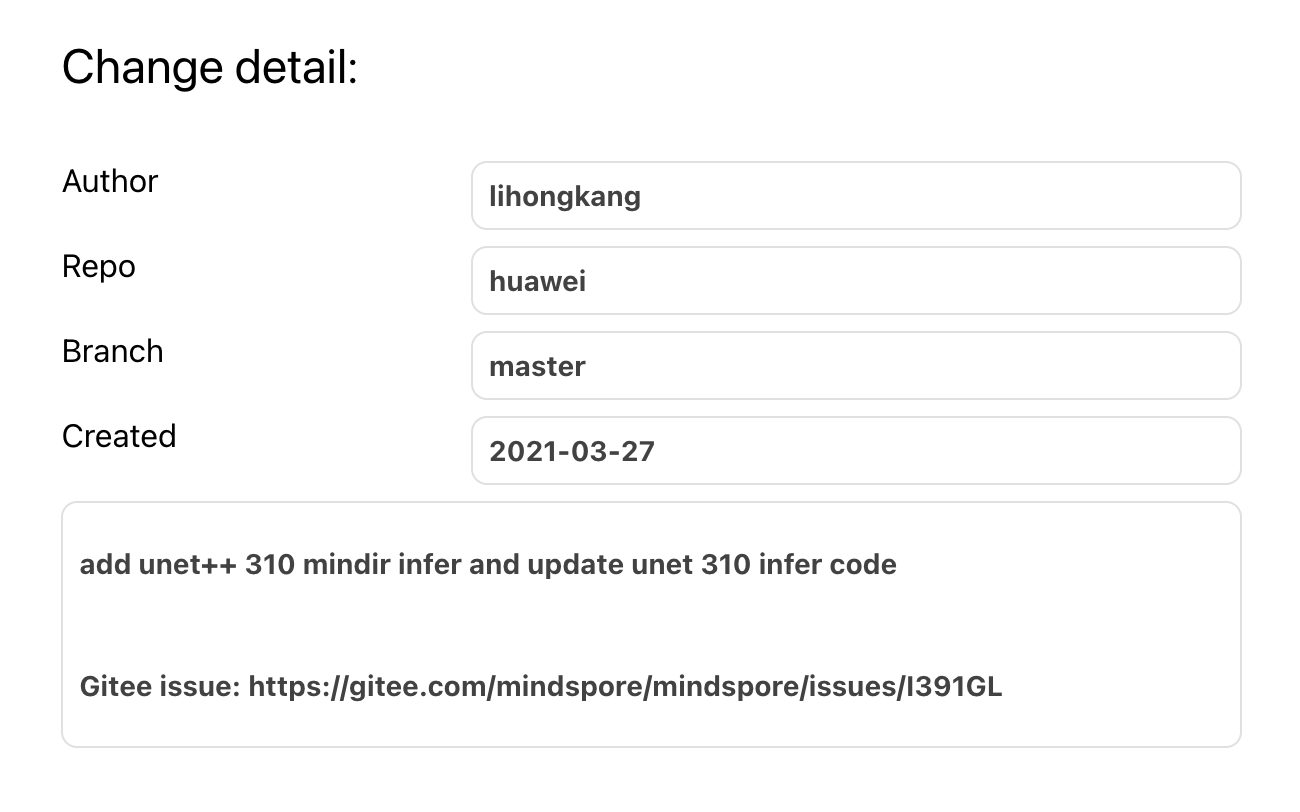 Change detail:
Author
lihongkang
Repo
huawei
Branch
master
Created
2021-03-27
add unet++ 310 mindir infer and update unet 310 infer code
Gitee issue: https://gitee.com/mindspore/mindspore/issues/I391GL